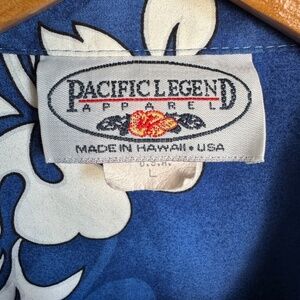 PACIFIC LEGEND
APPAREL
MADE IN HAWAII • USA
U.S.A.
L